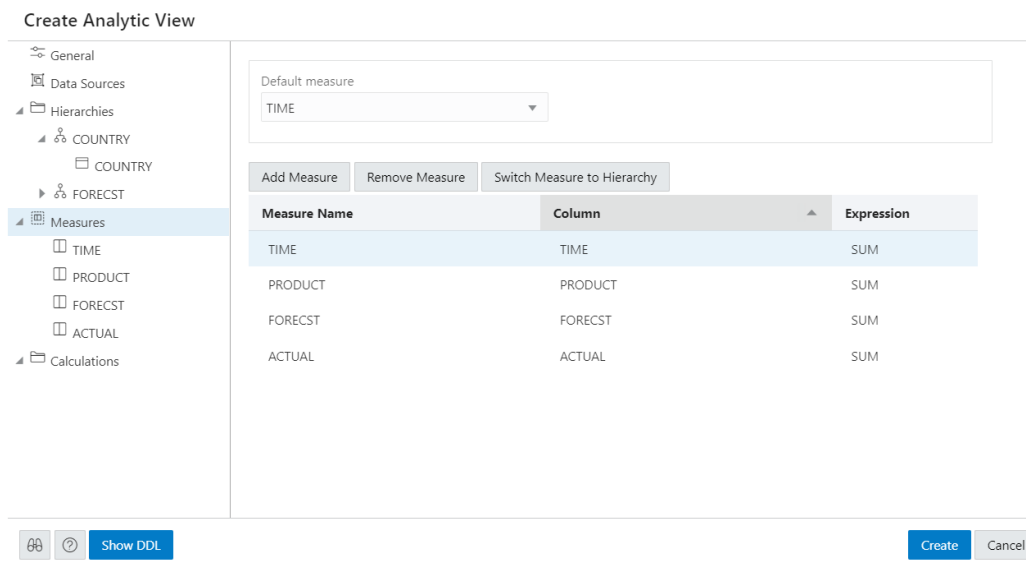 Create Analytic View
General
Data Sources
Hierarchies
COUNTRY
COUNTRY
FORECST
Measures
TIME
PRODUCT
FORECST
ACTUAL
Calculations
Default measure
TIME
Add Measure Remove Measure Switch Measure to Hierarchy
Measure Name Column Expression
TIME TIME SUM
PRODUCT PRODUCT SUM
FORECST FORECST SUM
ACTUAL ACTUAL SUM
Show DDL Create Cancel